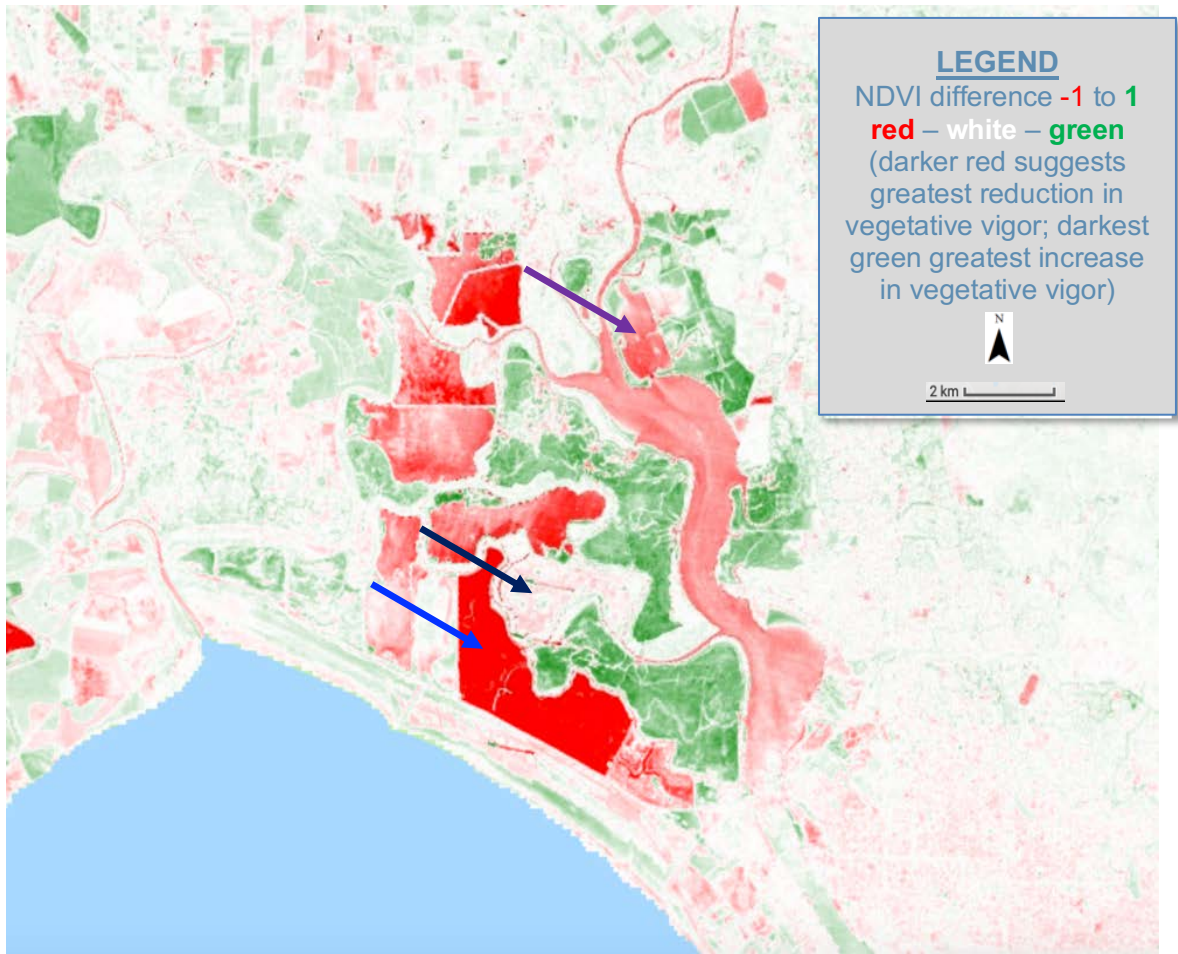 LEGEND
NDVI difference -1 to 1
red – white – green
(darker red suggests
greatest reduction in
vegetative vigor; darkest
green greatest increase
in vegetative vigor)
N
2 km